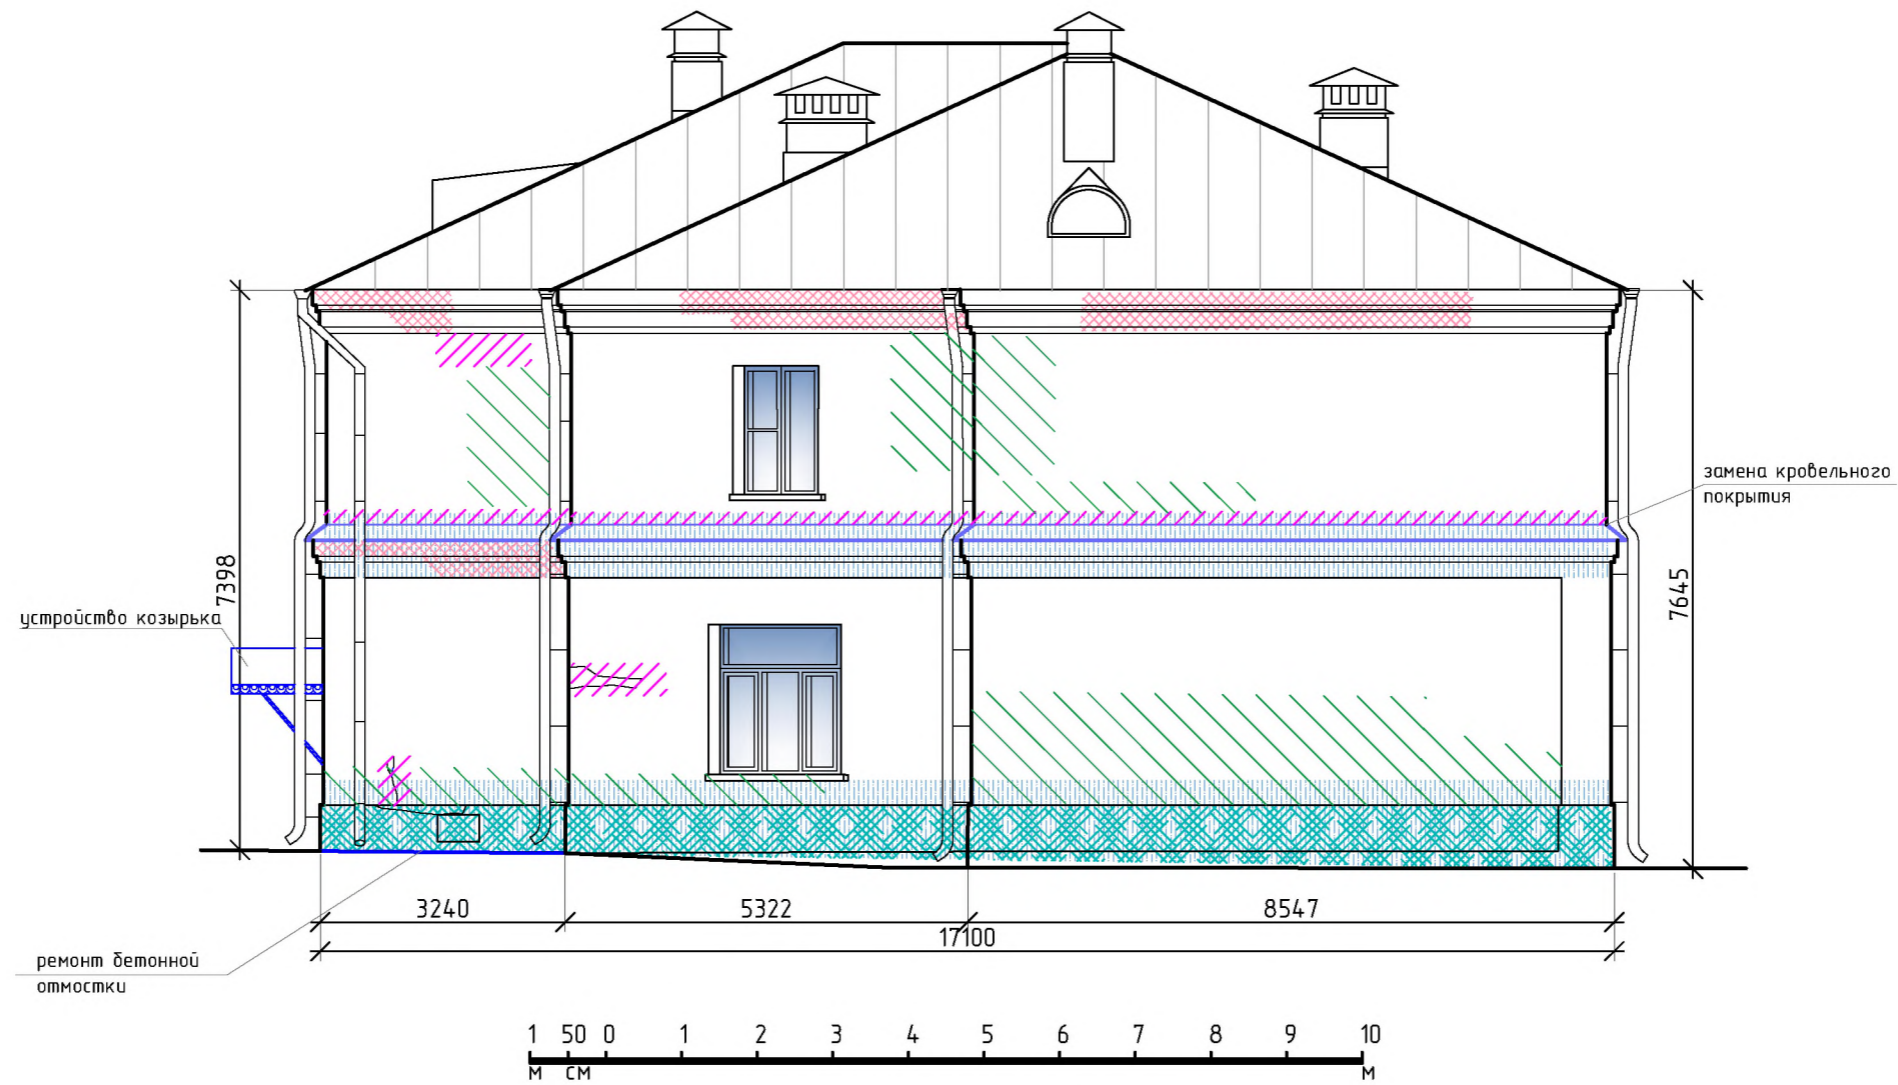 замена кровельного
покрытия
7398
7645
устройство козырька
3240
5322
8547
17100
ремонт бетонной
отмостки
1 50 0 1 2 3 4 5 6 7 8 9 10
м см м